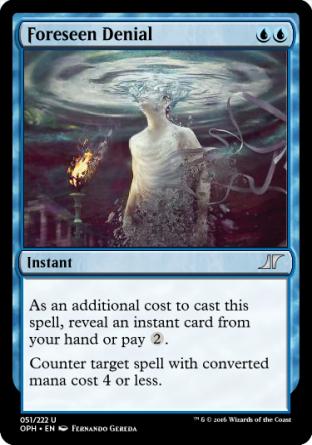 Foreseen Denial
Instant
As an additional cost to cast this
spell, reveal an instant card from
your hand or pay 2.
Counter target spell with converted
mana cost 4 or less.
051/222 U
OPH • EN Fernando Gereda
™ & © 2016 Wizards of the Coast